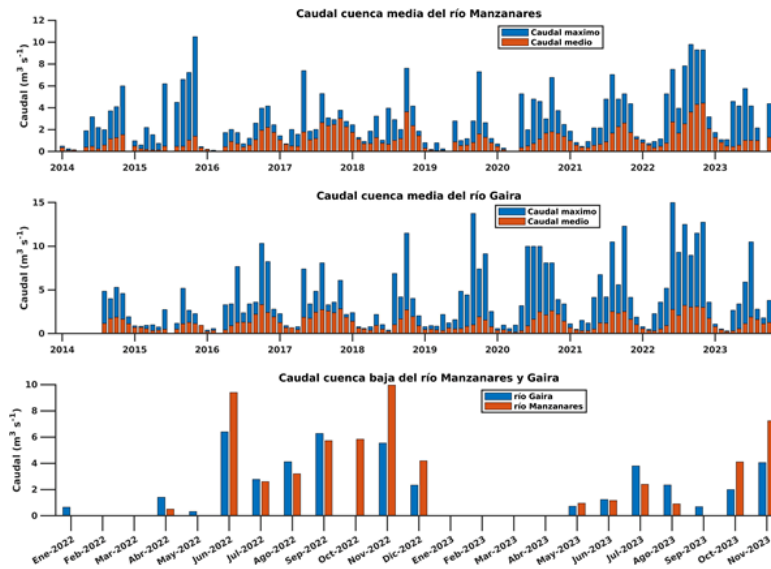 Caudal cuenca media del río Manzanares
Caudal (m³ s⁻¹)
12
10
8
6
4
2
0
Caudal maximo
Caudal medio
2014 2015 2016 2017 2018 2019 2020 2021 2022 2023
Caudal cuenca media del río Gaira
Caudal (m³ s⁻¹)
15
10
5
0
Caudal maximo
Caudal medio
2014 2015 2016 2017 2018 2019 2020 2021 2022 2023
Caudal cuenca baja del río Manzanares y Gaira
Caudal (m³ s⁻¹)
10
8
6
4
2
0
río Gaira
río Manzanares
Ene-2022 Feb-2022 Mar-2022 Abr-2022 May-2022 Jun-2022 Jul-2022 Ago-2022 Sep-2022 Oct-2022 Nov-2022 Dic-2022 Ene-2023 Feb-2023 Mar-2023 Abr-2023 May-2023 Jun-2023 Jul-2023 Ago-2023 Sep-2023 Oct-2023 Nov-2023